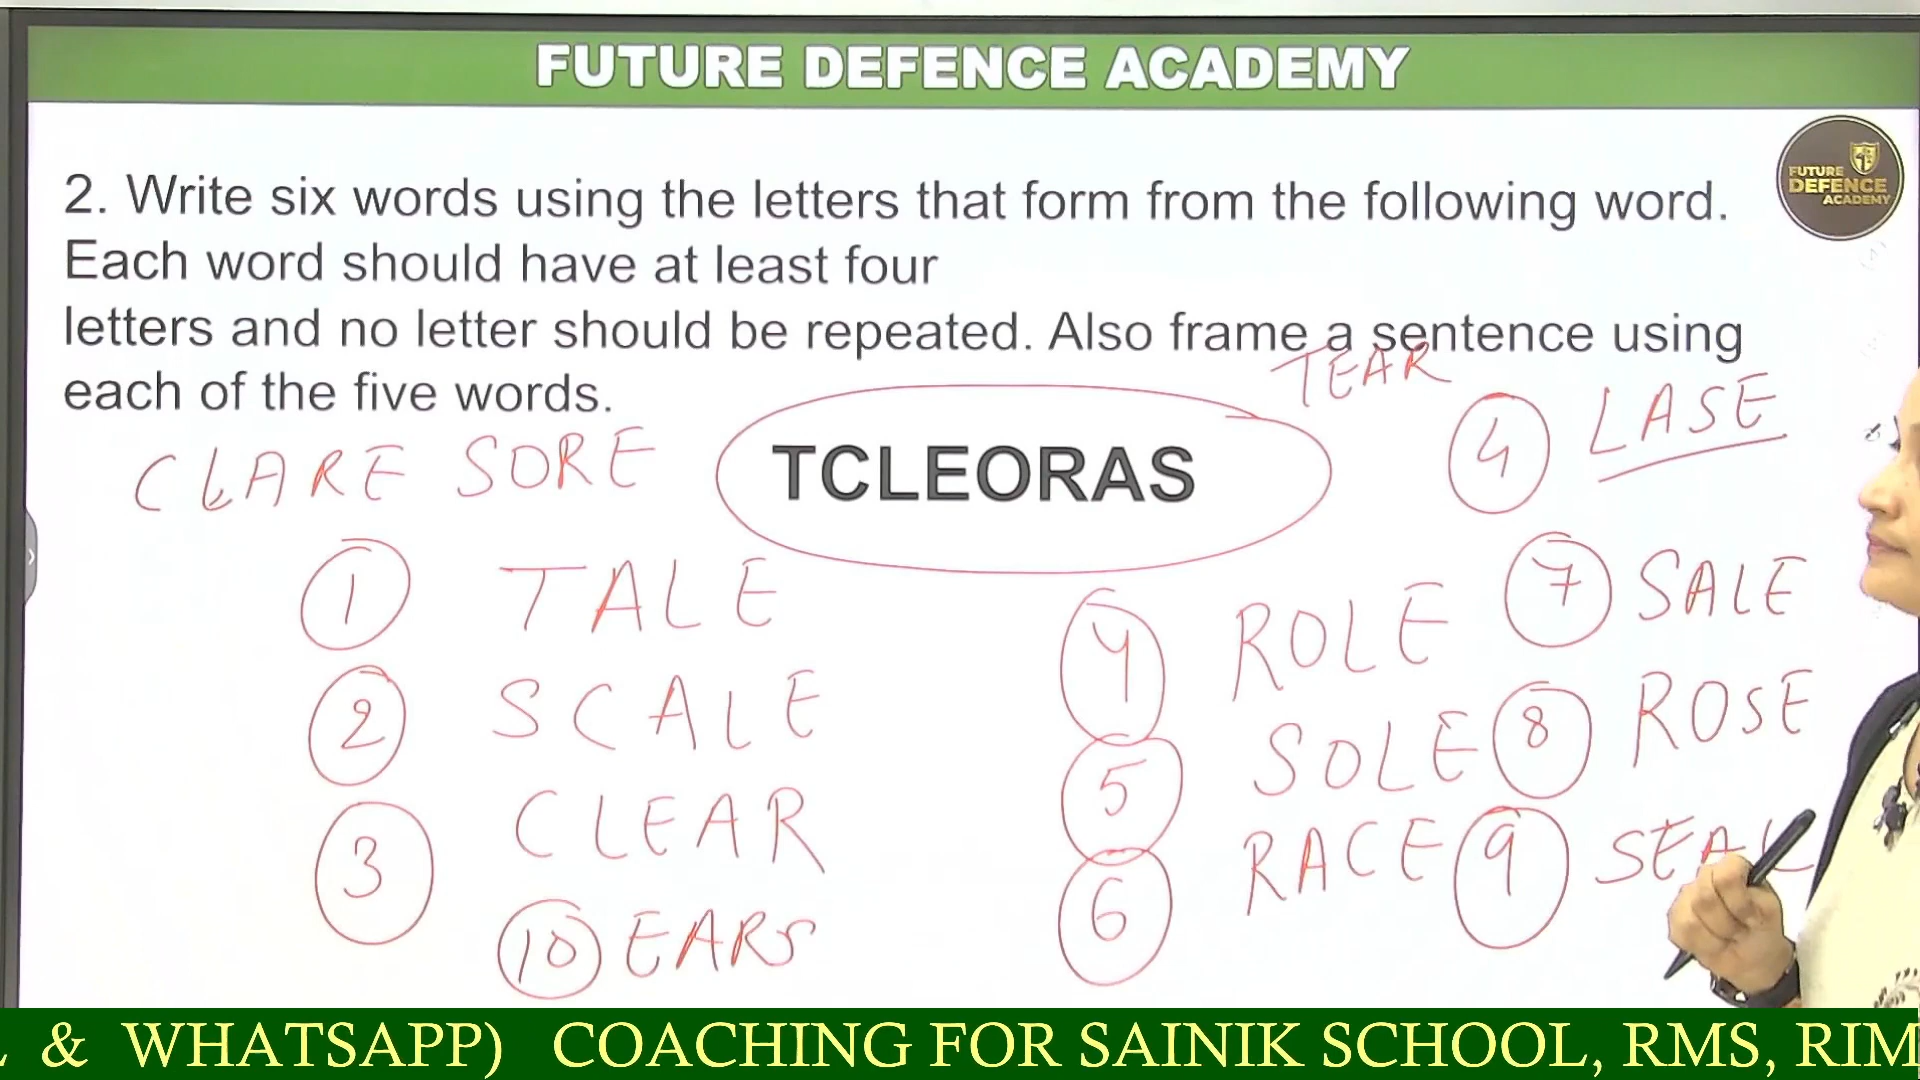 FUTURE DEFENCE ACADEMY
FUTURE
DEFENCE
ACADEMY
2. Write six words using the letters that form from the following word.
Each word should have at least four
letters and no letter should be repeated. Also frame a sentence using
each of the five words.
TEAR
4 LASE
CLARE SORE
TCLEORAS
1 TALE
4 ROLE
7 SALE
2 SCALE
5 SOLE
8 ROSE
3 CLEAR
6 RACE
9
10 EARS
& WHATSAPP) COACHING FOR SAINIK SCHOOL, RMS, RIM